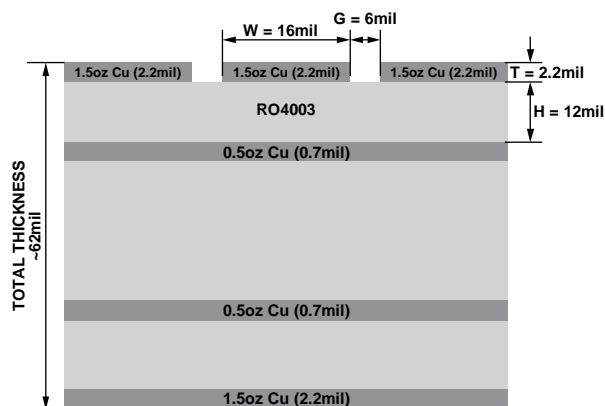 G = 6mil
W = 16mil
1.5oz Cu (2.2mil)
1.5oz Cu (2.2mil)
1.5oz Cu (2.2mil)
T = 2.2mil
RO4003
H = 12mil
0.5oz Cu (0.7mil)
TOTAL THICKNESS
~62mil
0.5oz Cu (0.7mil)
1.5oz Cu (2.2mil)